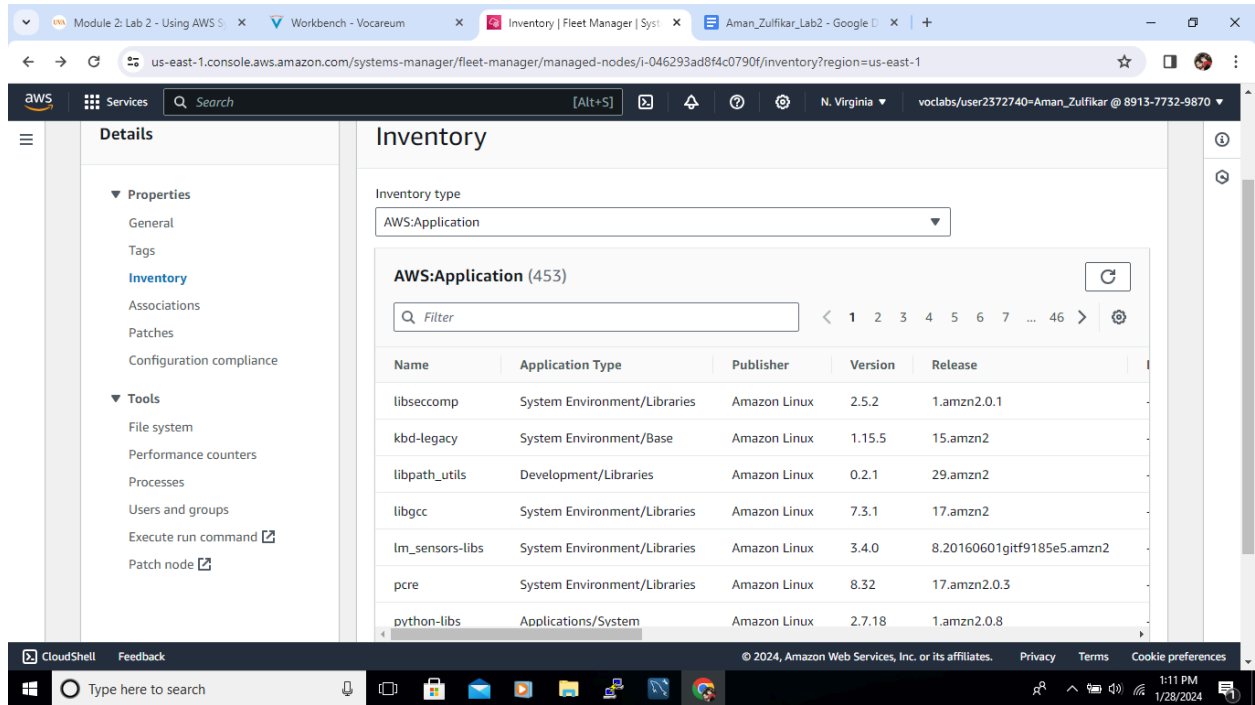 UVA Module 2: Lab 2 - Using AWS Sy
Workbench - Vocareum
Inventory | Fleet Manager | Syst
Aman_Zulfikar_Lab2 - Google D
us-east-1.console.aws.amazon.com/systems-manager/fleet-manager/managed-nodes/i-046293ad8f4c0790f/inventory?region=us-east-1
aws Services Search [Alt+S] N. Virginia ▼ voclabs/user2372740=Aman_Zulfikar @ 8913-7732-9870 ▼
Details
▼ Properties
General
Tags
Inventory
Associations
Patches
Configuration compliance
▼ Tools
File system
Performance counters
Processes
Users and groups
Execute run command
Patch node
Inventory
Inventory type
AWS:Application
AWS:Application (453)
Filter
1 2 3 4 5 6 7 ... 46
Name Application Type Publisher Version Release
libseccomp System Environment/Libraries Amazon Linux 2.5.2 1.amzn2.0.1 -
kbd-legacy System Environment/Base Amazon Linux 1.15.5 15.amzn2 -
libpath_utils Development/Libraries Amazon Linux 0.2.1 29.amzn2 -
libgcc System Environment/Libraries Amazon Linux 7.3.1 17.amzn2 -
lm_sensors-libs System Environment/Libraries Amazon Linux 3.4.0 8.20160601gitf9185e5.amzn2 -
pcre System Environment/Libraries Amazon Linux 8.32 17.amzn2.0.3 -
python-libs Applications/System Amazon Linux 2.7.18 1.amzn2.0.8 -
CloudShell Feedback © 2024, Amazon Web Services, Inc. or its affiliates. Privacy Terms Cookie preferences
Type here to search
1:11 PM
1/28/2024
1